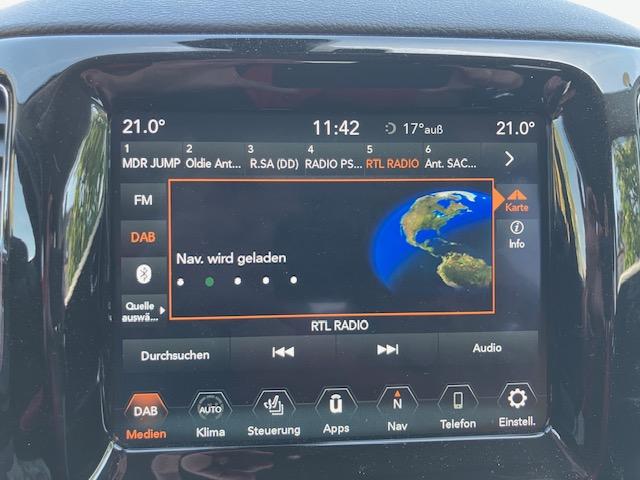 21.0° 11:42 17°auß 21.0°
1 2 3 4 5 6
MDR JUMP Oldie Ant... R.SA (DD) RADIO PS... RTL RADIO Ant. SAC...
FM
DAB
Quelle
auswä...
Nav. wird geladen
Karte
Info
RTL RADIO
Durchsuchen Audio
DAB AUTO N
Medien Klima Steuerung Apps Nav Telefon Einstell.